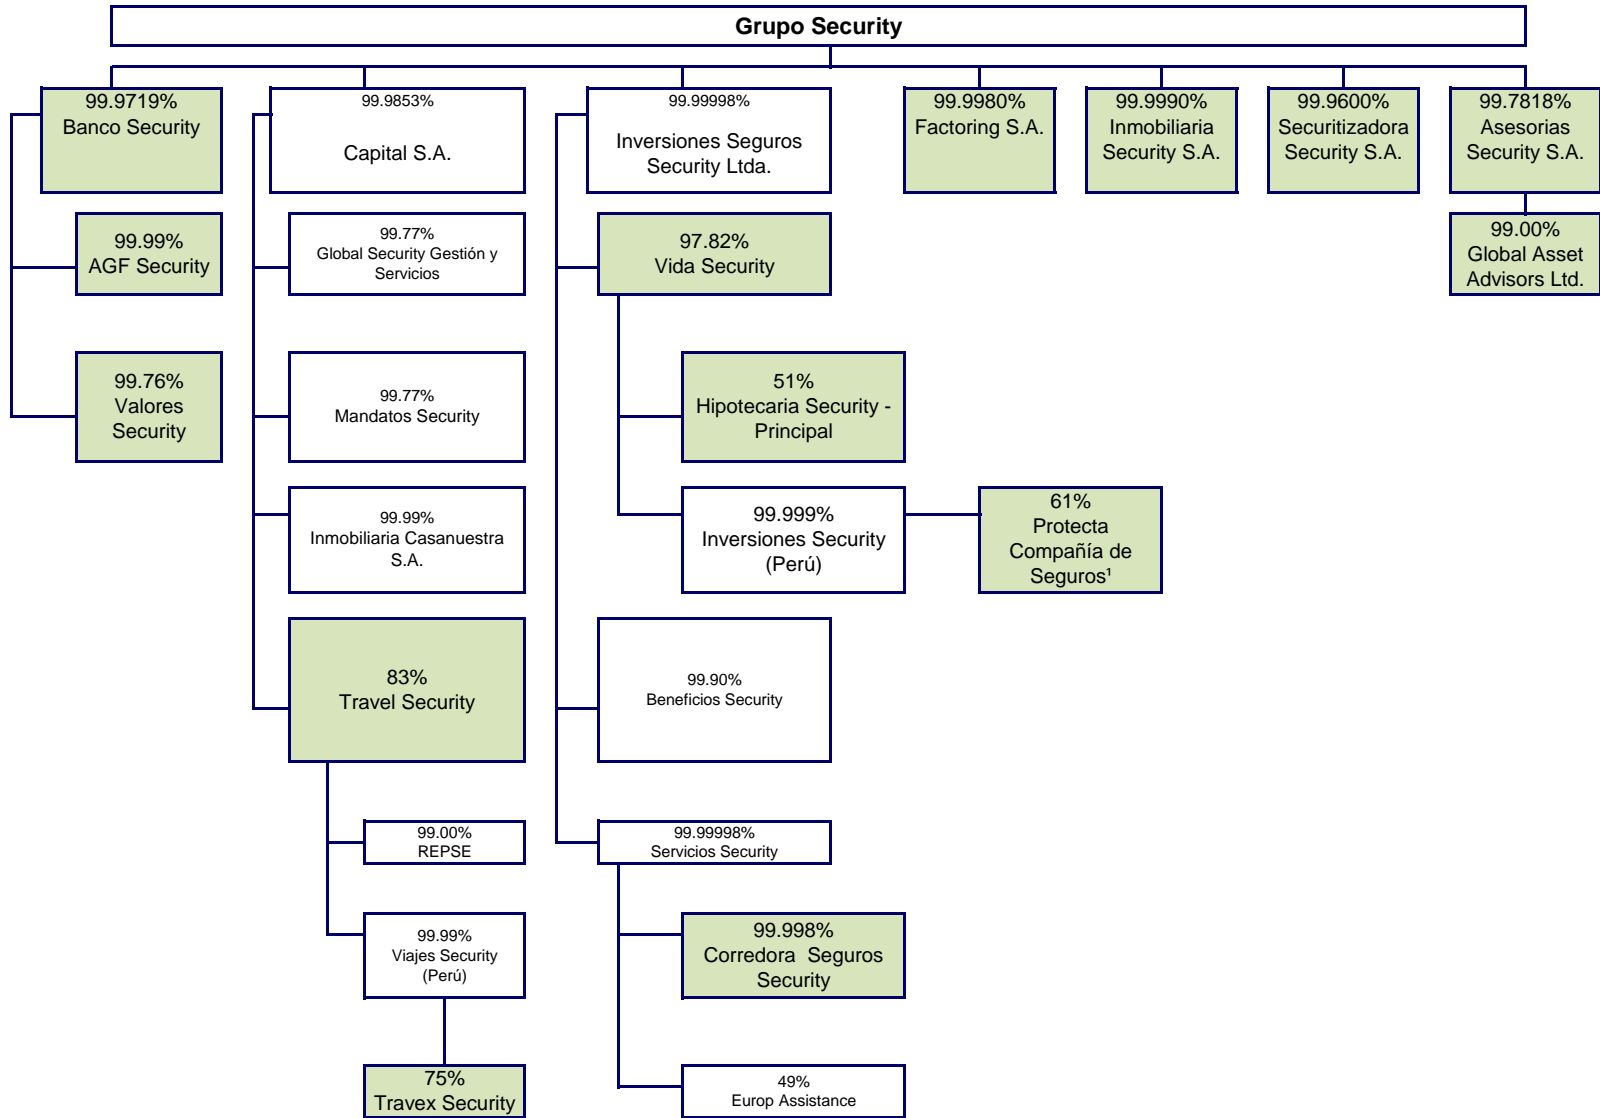 Grupo Security
99.9719%
Banco Security
99.9853%
Capital S.A.
99.99998%
Inversiones Seguros
Security Ltda.
99.9980%
Factoring S.A.
99.9990%
Inmobiliaria
Security S.A.
99.9600%
Securitizadora
Security S.A.
99.7818%
Asesorias
Security S.A.
99.99%
AGF Security
99.77%
Global Security Gestión y
Servicios
97.82%
Vida Security
99.00%
Global Asset
Advisors Ltd.
99.76%
Valores
Security
99.77%
Mandatos Security
51%
Hipotecaria Security -
Principal
99.99%
Inmobiliaria Casanuestra
S.A.
99.999%
Inversiones Security
(Perú)
61%
Protecta
Compañía de
Seguros¹
83%
Travel Security
99.90%
Beneficios Security
99.00%
REPSE
99.99998%
Servicios Security
99.99%
Viajes Security
(Perú)
99.998%
Corredora  Seguros
Security
75%
Travex Security
49%
Europ Assistance